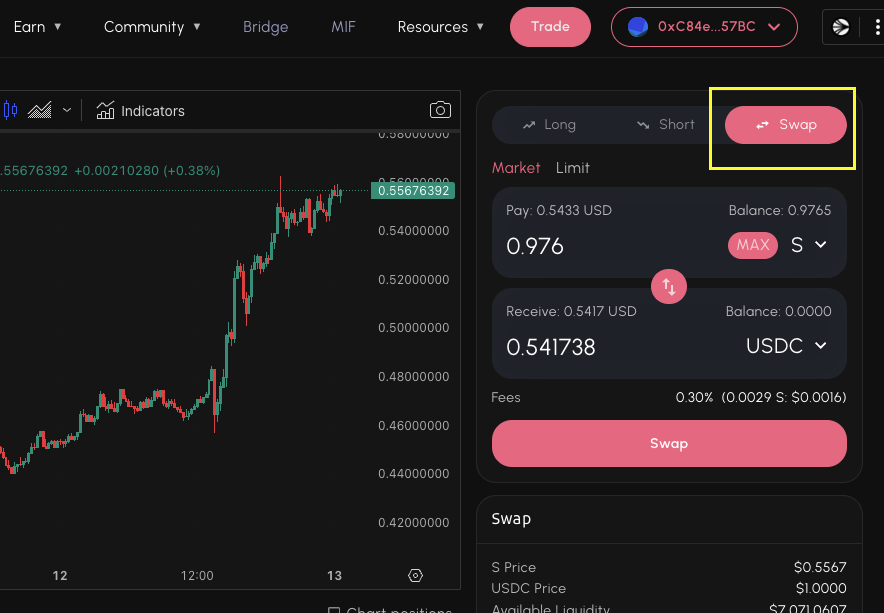 Earn ▼ Community ▼ Bridge MIF Resources ▼ Trade 0xC84e...57BC
Indicators
Long Short Swap
Market Limit
.55676392 +0.00210280 (+0.38%)
0.58000000
0.56000000
0.55676392
0.54000000
0.52000000
0.50000000
0.48000000
0.46000000
0.44000000
0.42000000
12 12:00 13
Chart positions
Pay: 0.5433 USD Balance: 0.9765
0.976 MAX S
Receive: 0.5417 USD Balance: 0.0000
0.541738 USDC
Fees 0.30% (0.0029 S: $0.0016)
Swap
Swap
S Price $0.5567
USDC Price $1.0000
Available Liquidity $7,071.0607